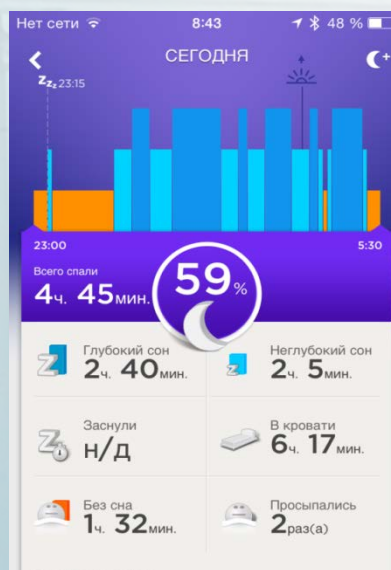 Нет сети 8:43 48 %
СЕГОДНЯ
Zzz 23:15
23:00 5:30
Всего спали
4ч. 45мин.
59%
Глубокий сон
2ч. 40мин.
Неглубокий сон
2ч. 5мин.
Заснули
н/д
В кровати
6ч. 17мин.
Без сна
1ч. 32мин.
Просыпались
2раз(а)